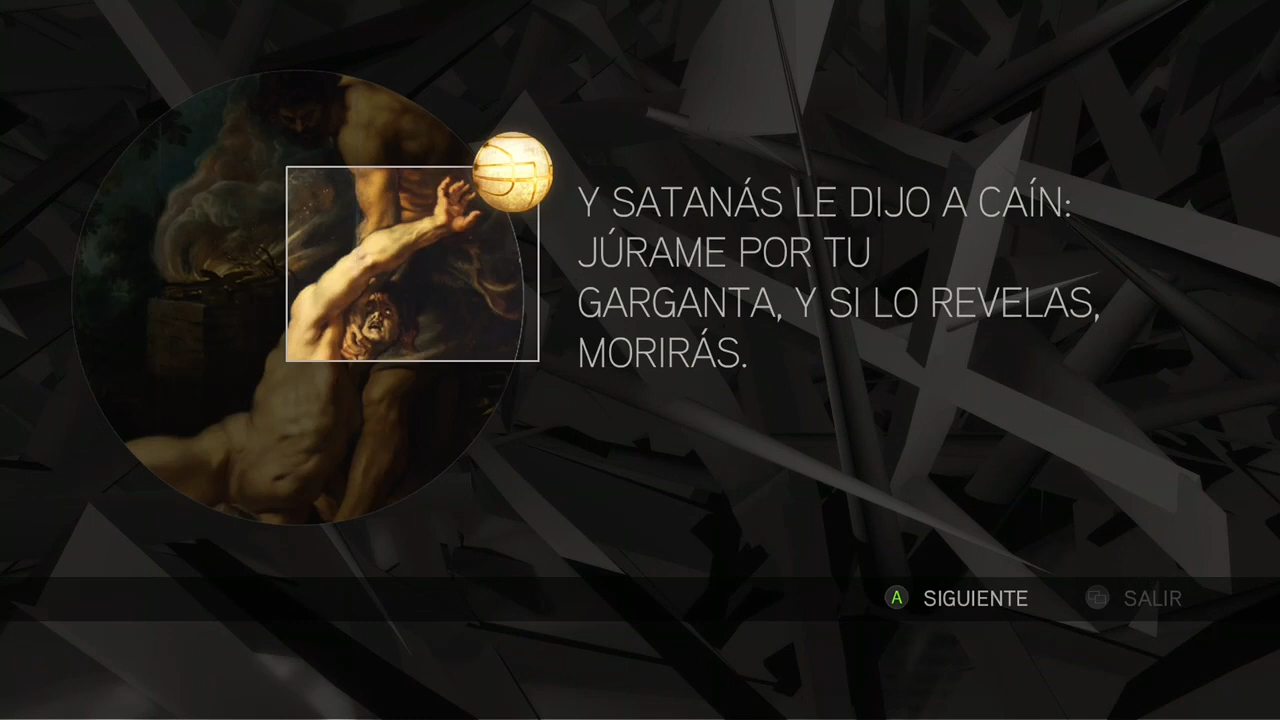 Y SATANÁS LE DIJO A CAÍN:
JÚRAME POR TU
GARGANTA, Y SI LO REVELAS,
MORIRÁS.
A SIGUIENTE
SALIR